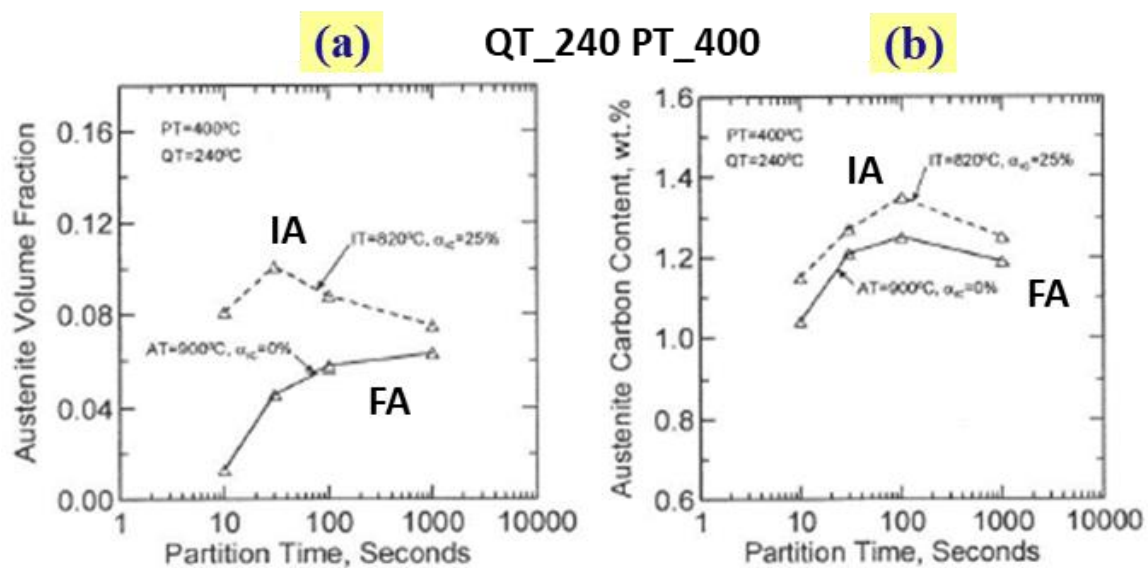 (a) QT_240 PT_400 (b)
Austenite Volume Fraction
0.16
0.12
0.08
0.04
0.00
PT=400ºC
QT=240ºC
IA
IT=820ºC, αIC=25%
AT=900ºC, αIC=0%
FA
1 10 100 1000 10000
Partition Time, Seconds
Austenite Carbon Content, wt.%
1.6
1.4
1.2
1.0
0.8
0.6
PT=400ºC
QT=240ºC
IA
IT=820ºC, αIC=25%
AT=900ºC, αIC=0%
FA
1 10 100 1000 10000
Partition Time, Seconds